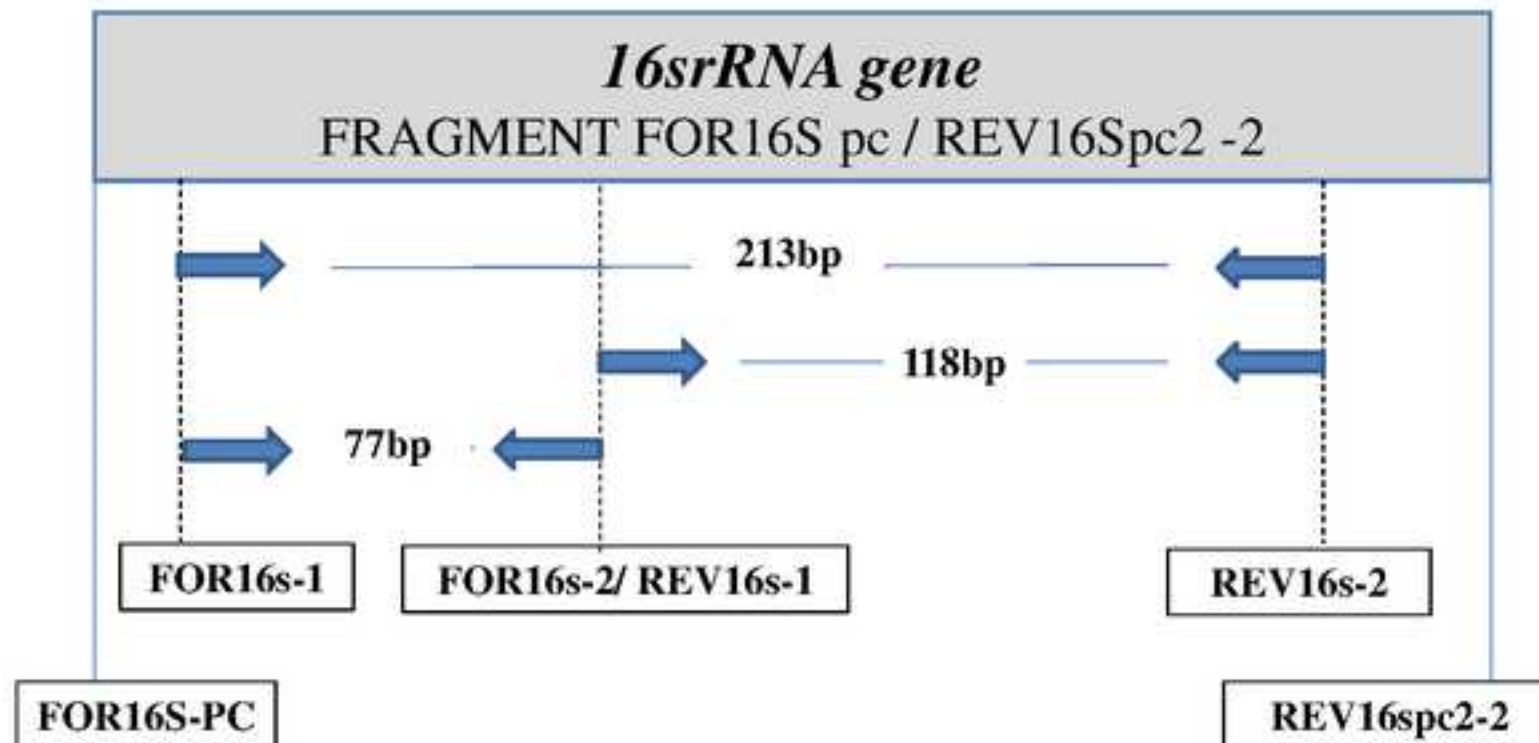 16srRNA gene
FRAGMENT FOR16S pc / REV16Spc2 -2
213bp
118bp
77bp
FOR16s-1
FOR16s-2/ REV16s-1
REV16s-2
FOR16S-PC
REV16spc2-2